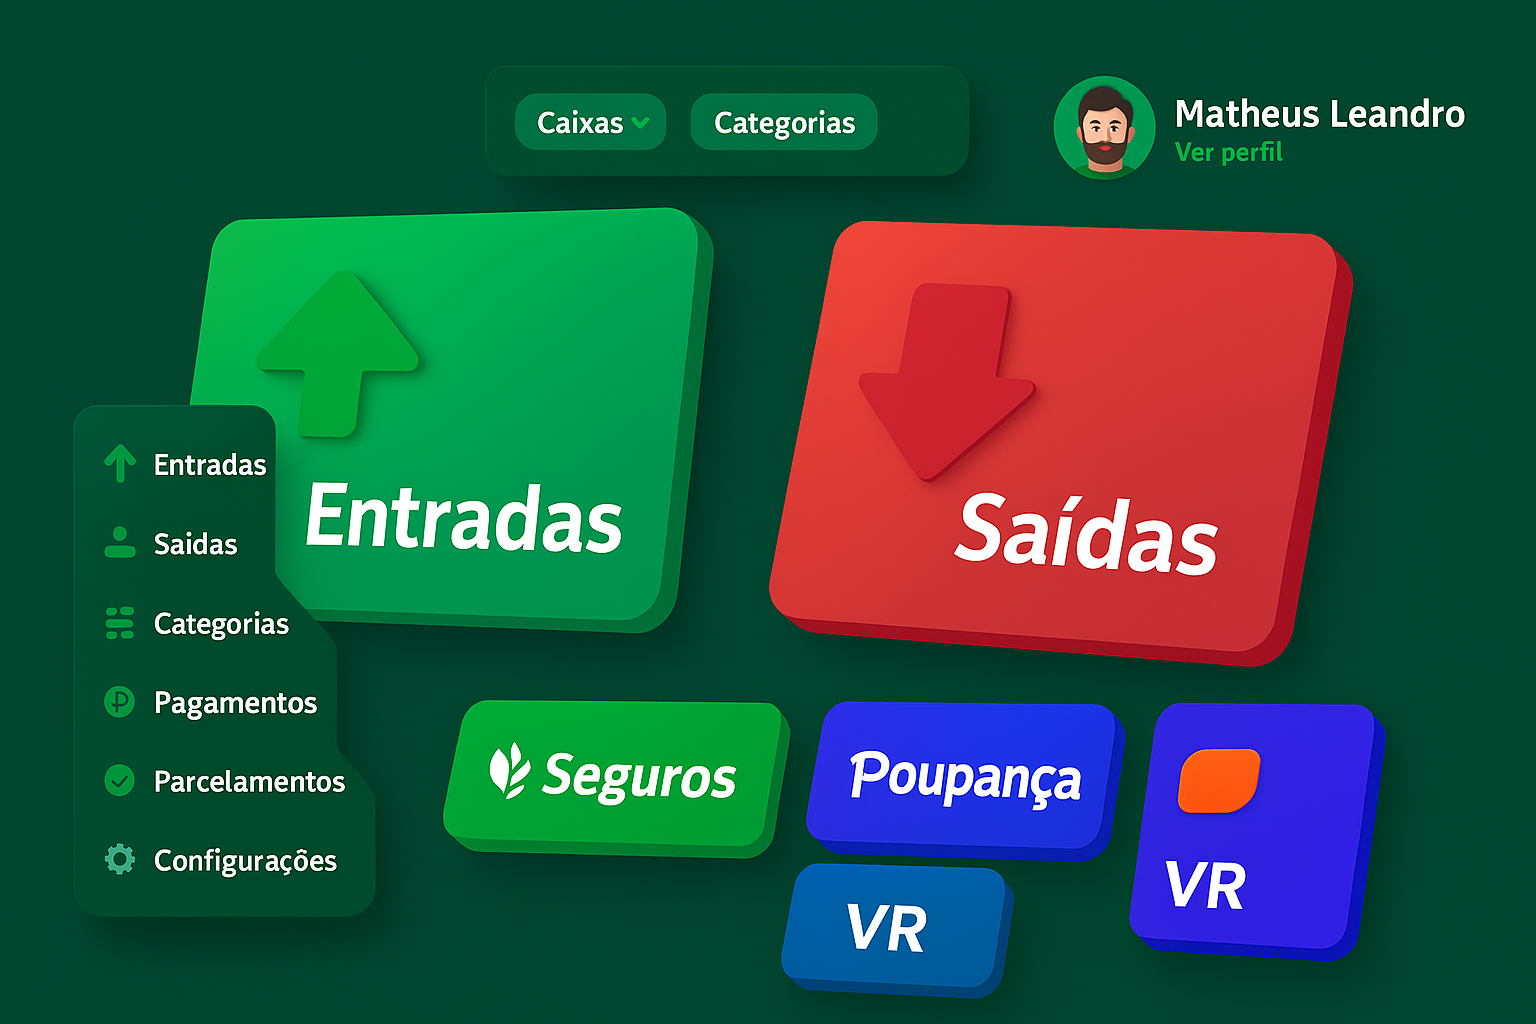 Caixas
Categorias
Matheus Leandro
Ver perfil
Entradas
Saídas
Entradas
Saidas
Categorias
Pagamentos
Parcelamentos
Configurações
Seguros
Poupança
VR
VR